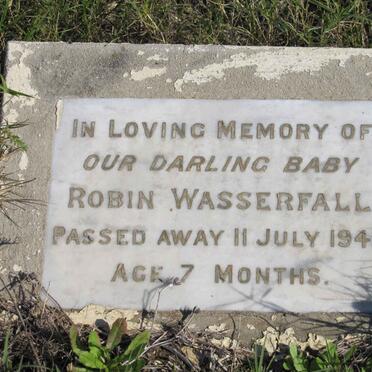 IN LOVING MEMORY OF
OUR DARLING BABY
ROBIN WASSERFALL
PASSED AWAY 11 JULY 194
AGE 7 MONTHS.